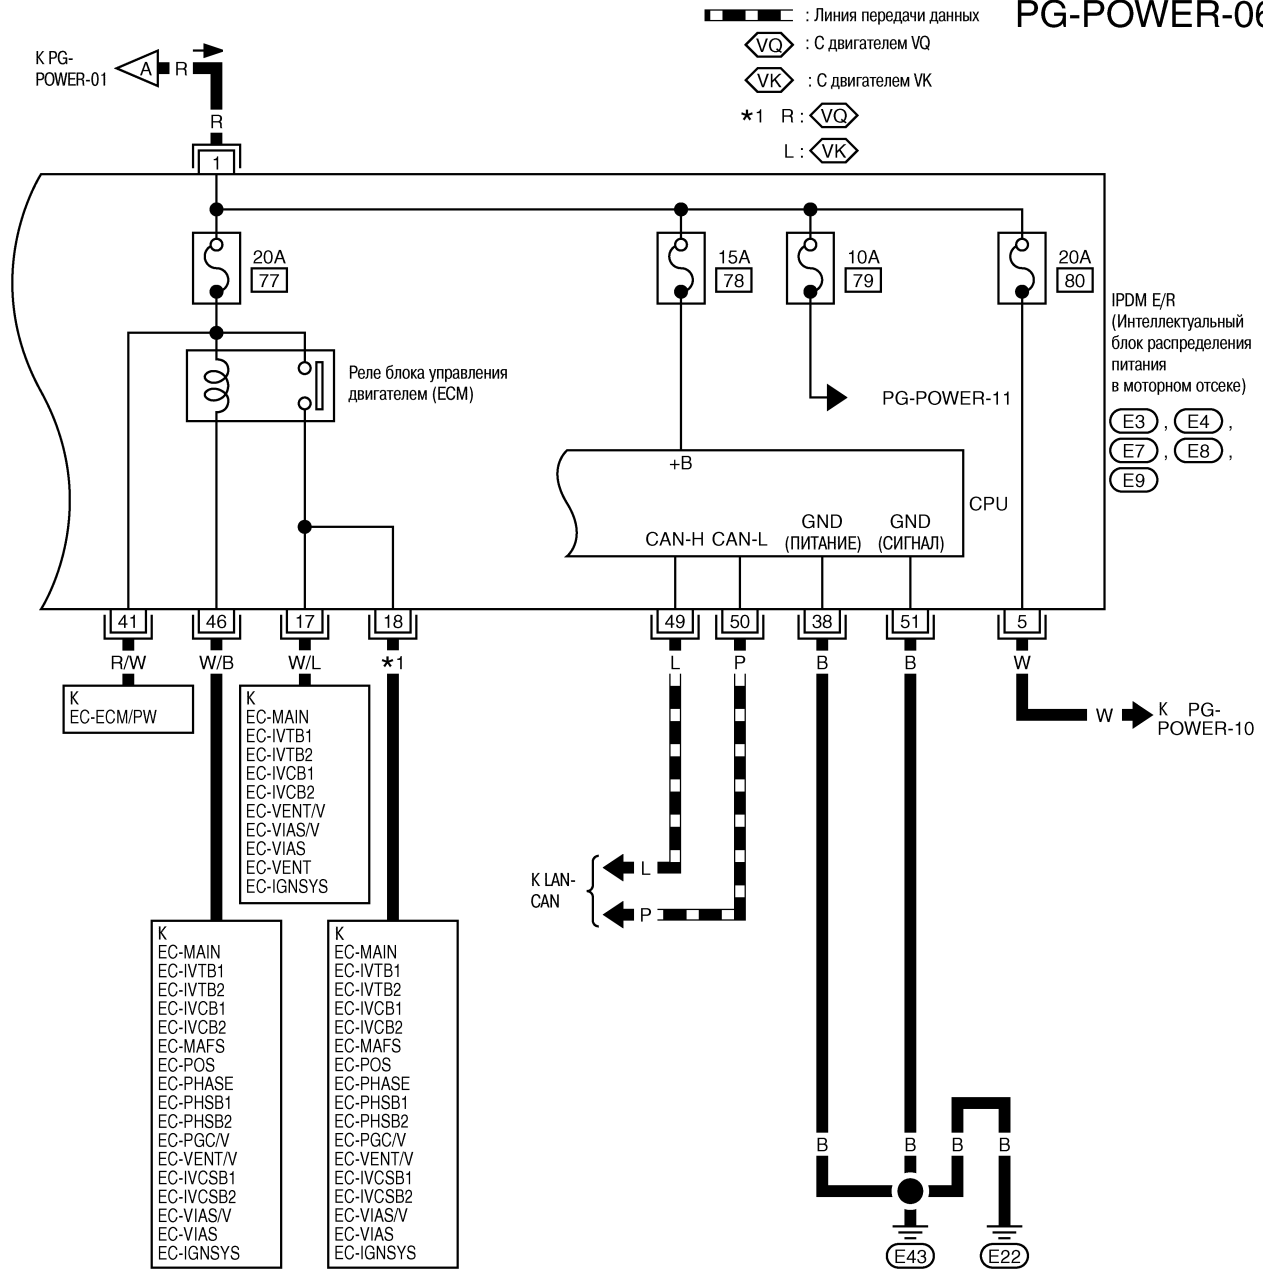 : Линия передачи данных
PG-POWER-06
VQ : С двигателем VQ
VK : С двигателем VK
*1 R : VQ
L : VK
К PG-
POWER-01
A R
R
1
20A
77
15A
78
10A
79
20A
80
IPDM E/R
(Интеллектуальный
блок распределения
питания
в моторном отсеке)
E3 , E4 ,
E7 , E8 ,
E9
Реле блока управления
двигателем (ECM)
PG-POWER-11
+B
CPU
CAN-H CAN-L
GND
(ПИТАНИЕ)
GND
(СИГНАЛ)
41 46 17 18 49 50 38 51 5
R/W W/B W/L *1 L P B B W
К
EC-ECM/PW
К
EC-MAIN
EC-IVTB1
EC-IVTB2
EC-IVCB1
EC-IVCB2
EC-VENT/V
EC-VIAS/V
EC-VIAS
EC-VENT
EC-IGNSYS
W
К PG-
POWER-10
К LAN-
CAN
L
P
К
EC-MAIN
EC-IVTB1
EC-IVTB2
EC-IVCB1
EC-IVCB2
EC-MAFS
EC-POS
EC-PHASE
EC-PHSB1
EC-PHSB2
EC-PGC/V
EC-VENT/V
EC-IVCSB1
EC-IVCSB2
EC-VIAS/V
EC-VIAS
EC-IGNSYS
К
EC-MAIN
EC-IVTB1
EC-IVTB2
EC-IVCB1
EC-IVCB2
EC-MAFS
EC-POS
EC-PHASE
EC-PHSB1
EC-PHSB2
EC-PGC/V
EC-VENT/V
EC-IVCSB1
EC-IVCSB2
EC-VIAS/V
EC-VIAS
EC-IGNSYS
B B B B
E43 E22